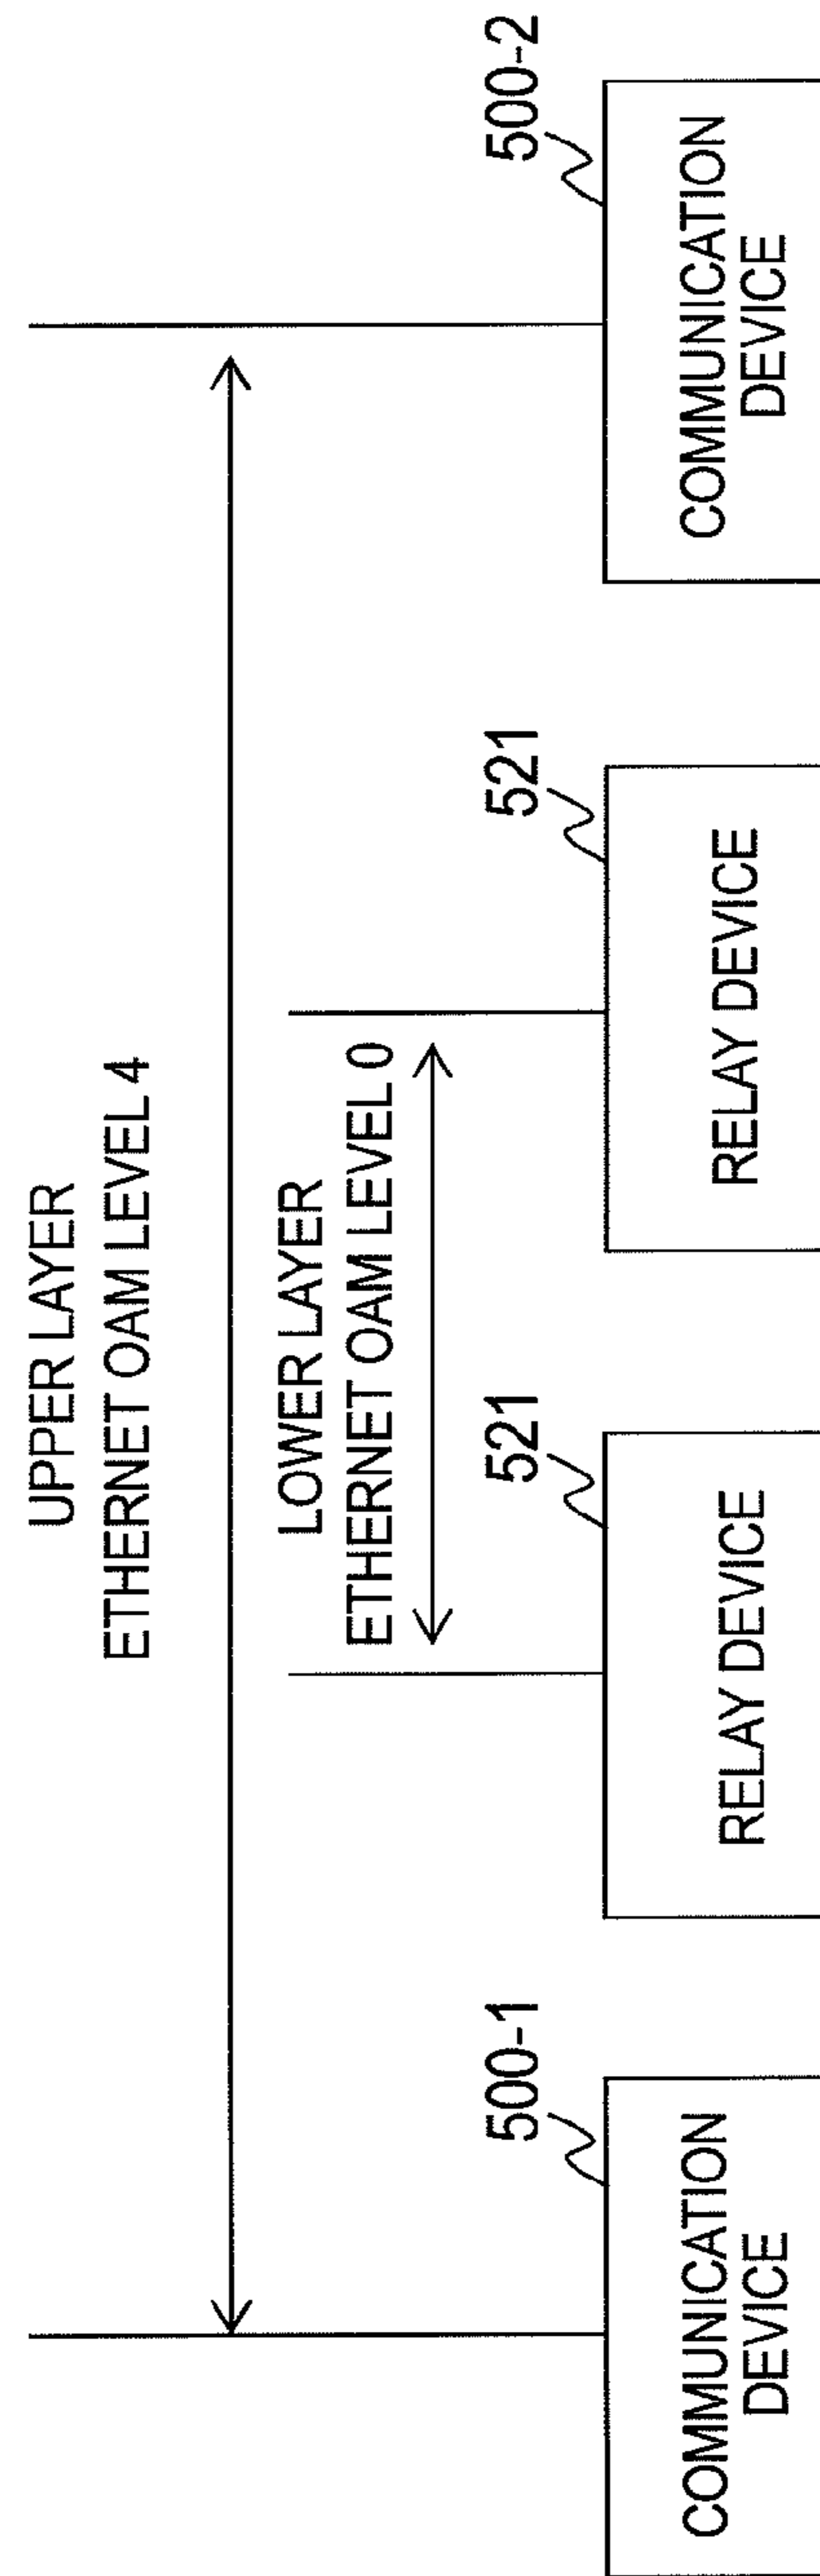 UPPER LAYER
ETHERNET OAM LEVEL 4
LOWER LAYER
ETHERNET OAM LEVEL 0
500-1
521
521
500-2
COMMUNICATION
DEVICE
RELAY DEVICE
RELAY DEVICE
COMMUNICATION
DEVICE